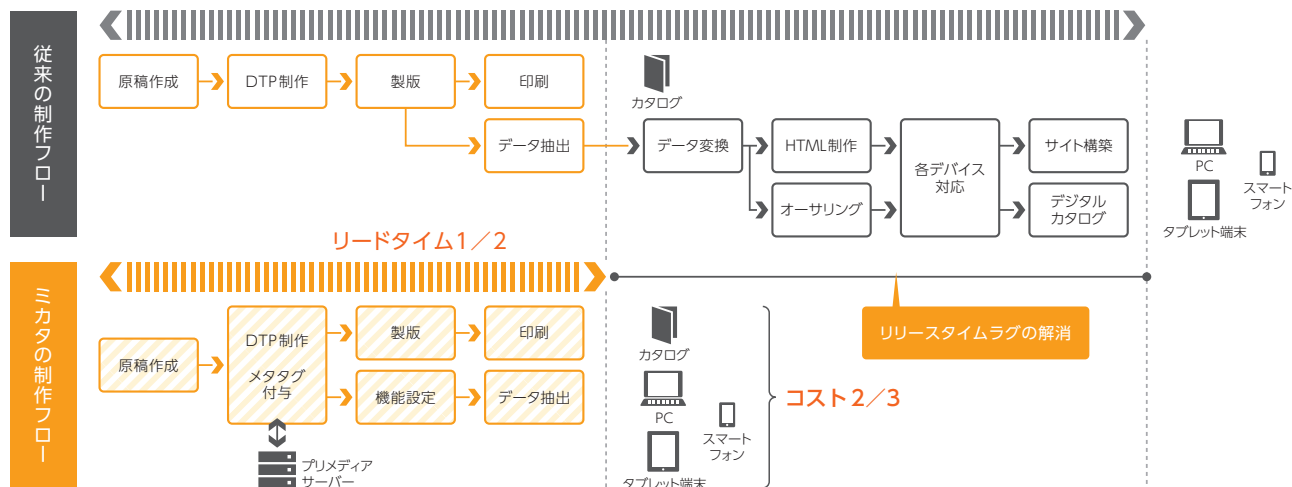 従来の制作フロー
原稿作成
DTP制作
製版
印刷
データ抽出
カタログ
データ変換
HTML制作
オーサリング
各デバイス
対応
サイト構築
デジタル
カタログ
PC
スマート
フォン
タブレット端末
リードタイム1／2
ミカタの制作フロー
原稿作成
DTP制作
メタタグ
付与
製版
印刷
機能設定
データ抽出
プリメディア
サーバー
カタログ
PC
スマート
フォン
タブレット端末
コスト2／3
リリースタイムラグの解消